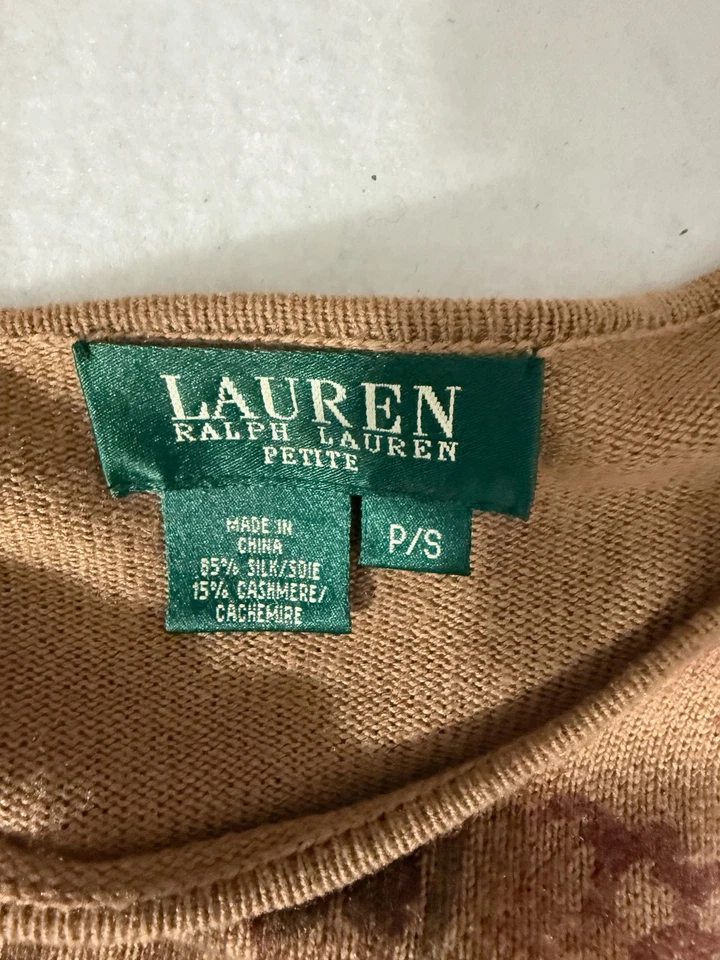 LAUREN
RALPH LAUREN
PETITE
MADE IN
CHINA
85% SILK/SOIE
15% CASHMERE/
CACHEMIRE
P/S